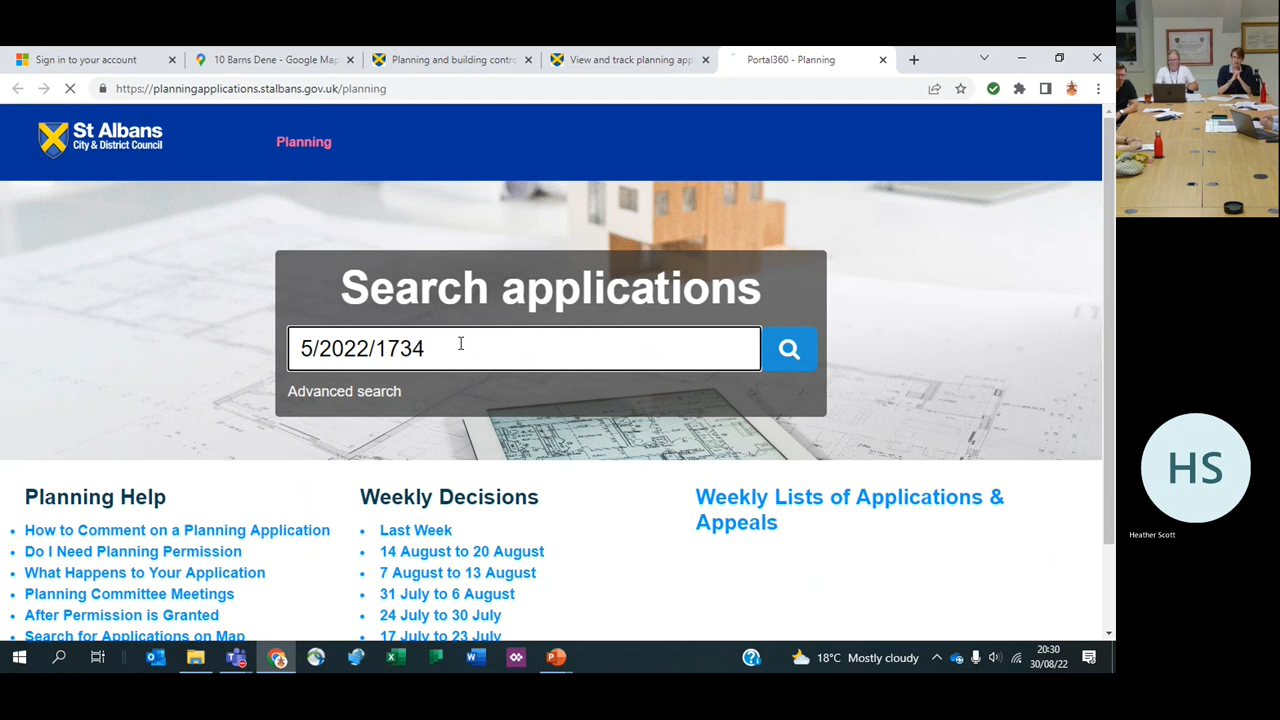 Sign in to your account
10 Barns Dene - Google Map
Planning and building contro
View and track planning app
Portal360 - Planning
https://planningapplications.stalbans.gov.uk/planning
St Albans
City & District Council
Planning
Search applications
5/2022/1734
Advanced search
Planning Help
How to Comment on a Planning Application
Do I Need Planning Permission
What Happens to Your Application
Planning Committee Meetings
After Permission is Granted
Search for Applications on Map
Weekly Decisions
Last Week
14 August to 20 August
7 August to 13 August
31 July to 6 August
24 July to 30 July
17 July to 23 July
Weekly Lists of Applications &
Appeals
HS
Heather Scott
18°C Mostly cloudy
20:30
30/08/22